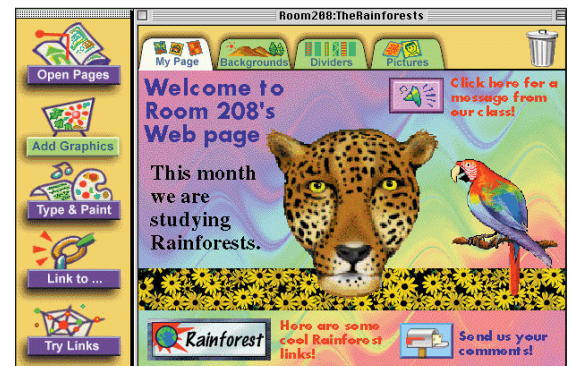 Room208:TheRainforests
Open Pages
Add Graphics
Type & Paint
Link to ...
Try Links
My Page
Backgrounds
Dividers
Pictures
Welcome to
Room 208's
Web page
Click here for a
message from
our class!
This month
we are
studying
Rainforests.
Rainforest
Here are some
cool Rainforest
links!
Send us your
comments!